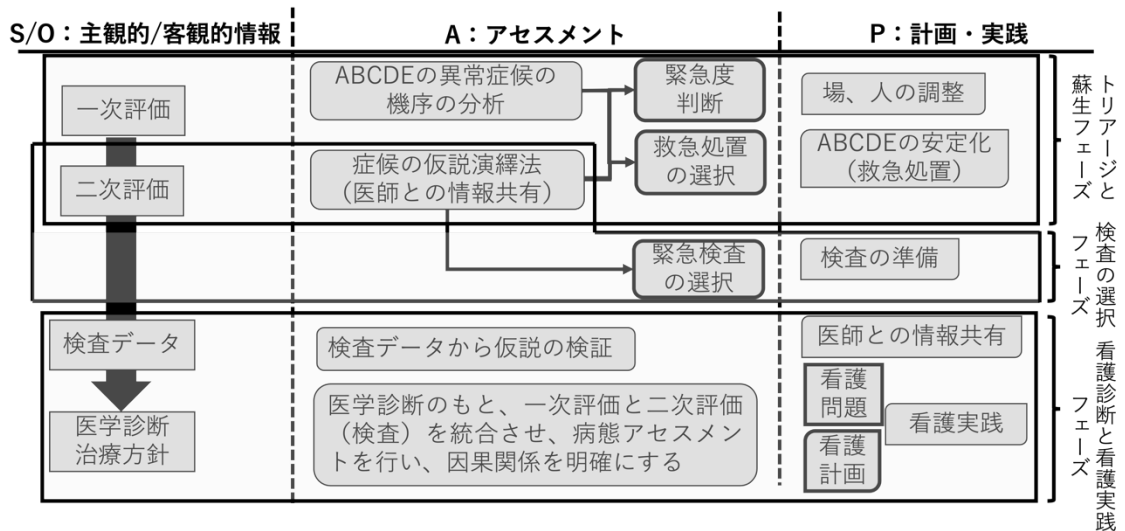 S/O：主観的/客観的情報
A：アセスメント
P：計画・実践
一次評価
二次評価
検査データ
医学診断
治療方針
ABCDEの異常症候の
機序の分析
症候の仮説演繹法
（医師との情報共有）
緊急度
判断
救急処置
の選択
緊急検査
の選択
検査データから仮説の検証
医学診断のもと、一次評価と二次評価
（検査）を統合させ、病態アセスメン
トを行い、因果関係を明確にする
場、人の調整
ABCDEの安定化
（救急処置）
検査の準備
医師との情報共有
看護
問題
看護実践
看護
計画
トリアージと
蘇生フェーズ
検査の選択
フェーズ
看護診断と看護実践
フェーズ